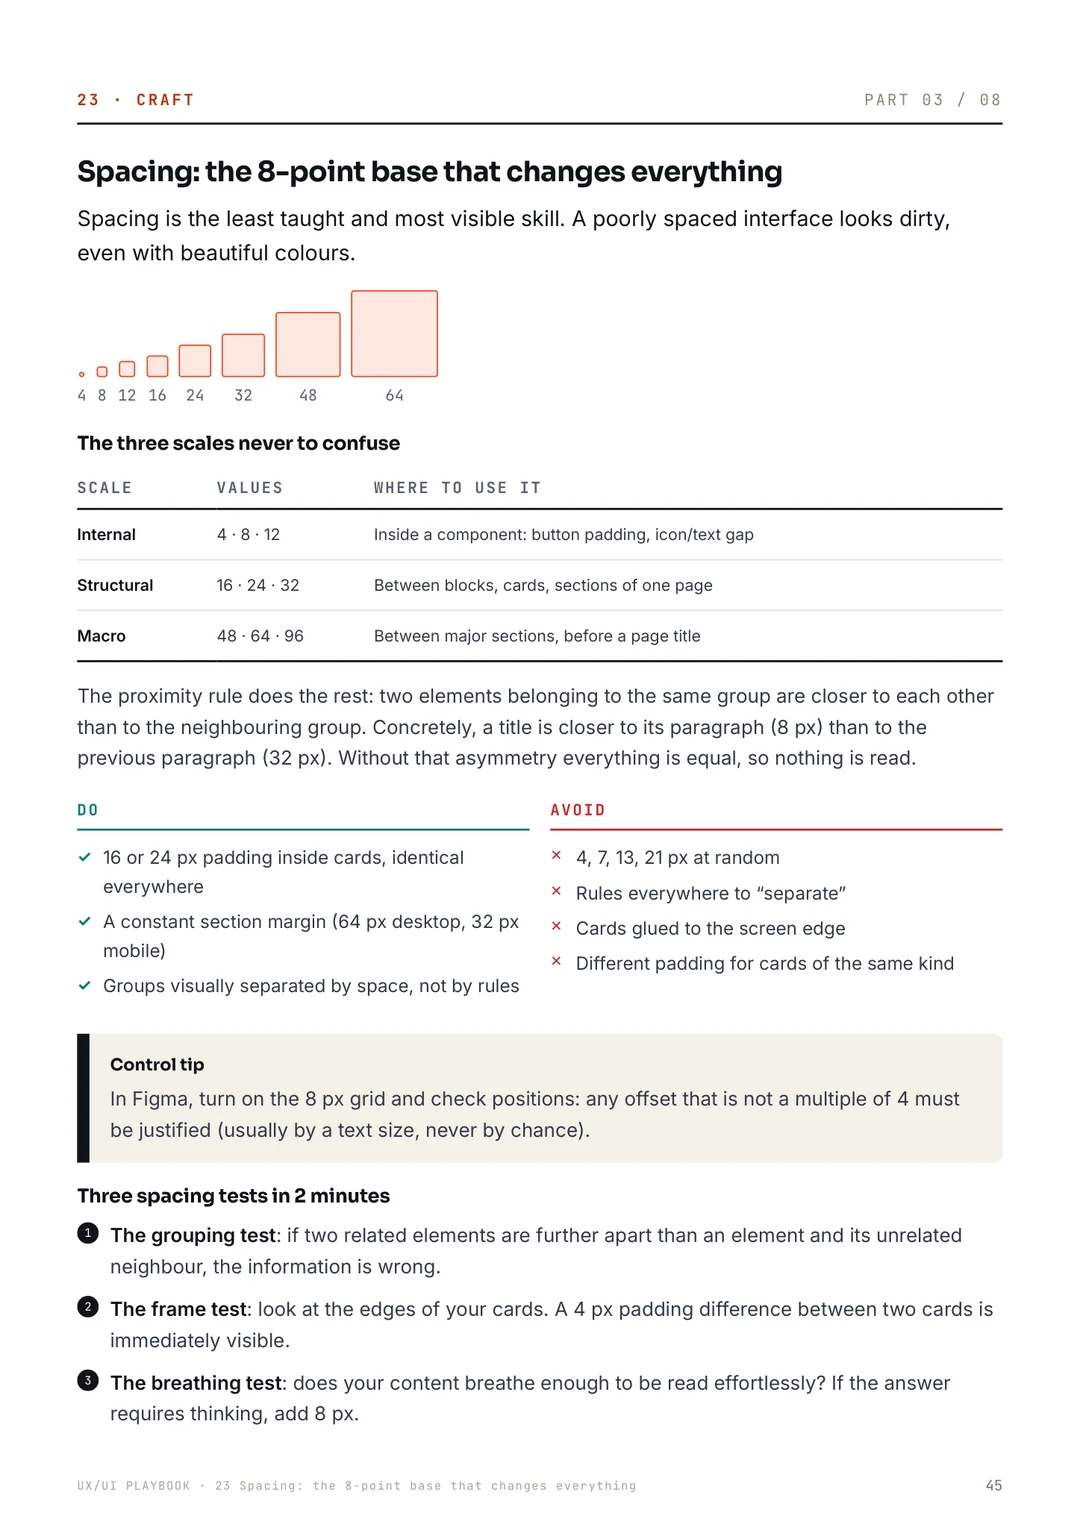 23 · CRAFT
PART 03 / 08
Spacing: the 8-point base that changes everything
Spacing is the least taught and most visible skill. A poorly spaced interface looks dirty,
even with beautiful colours.
4 8 12 16 24 32 48 64
The three scales never to confuse
SCALE VALUES WHERE TO USE IT
Internal 4 · 8 · 12 Inside a component: button padding, icon/text gap
Structural 16 · 24 · 32 Between blocks, cards, sections of one page
Macro 48 · 64 · 96 Between major sections, before a page title
The proximity rule does the rest: two elements belonging to the same group are closer to each other
than to the neighbouring group. Concretely, a title is closer to its paragraph (8 px) than to the
previous paragraph (32 px). Without that asymmetry everything is equal, so nothing is read.
DO
✓ 16 or 24 px padding inside cards, identical
everywhere
✓ A constant section margin (64 px desktop, 32 px
mobile)
✓ Groups visually separated by space, not by rules
AVOID
✕ 4, 7, 13, 21 px at random
✕ Rules everywhere to “separate”
✕ Cards glued to the screen edge
✕ Different padding for cards of the same kind
Control tip
In Figma, turn on the 8 px grid and check positions: any offset that is not a multiple of 4 must
be justified (usually by a text size, never by chance).
Three spacing tests in 2 minutes
1 The grouping test: if two related elements are further apart than an element and its unrelated
neighbour, the information is wrong.
2 The frame test: look at the edges of your cards. A 4 px padding difference between two cards is
immediately visible.
3 The breathing test: does your content breathe enough to be read effortlessly? If the answer
requires thinking, add 8 px.
UX/UI PLAYBOOK · 23 Spacing: the 8-point base that changes everything
45